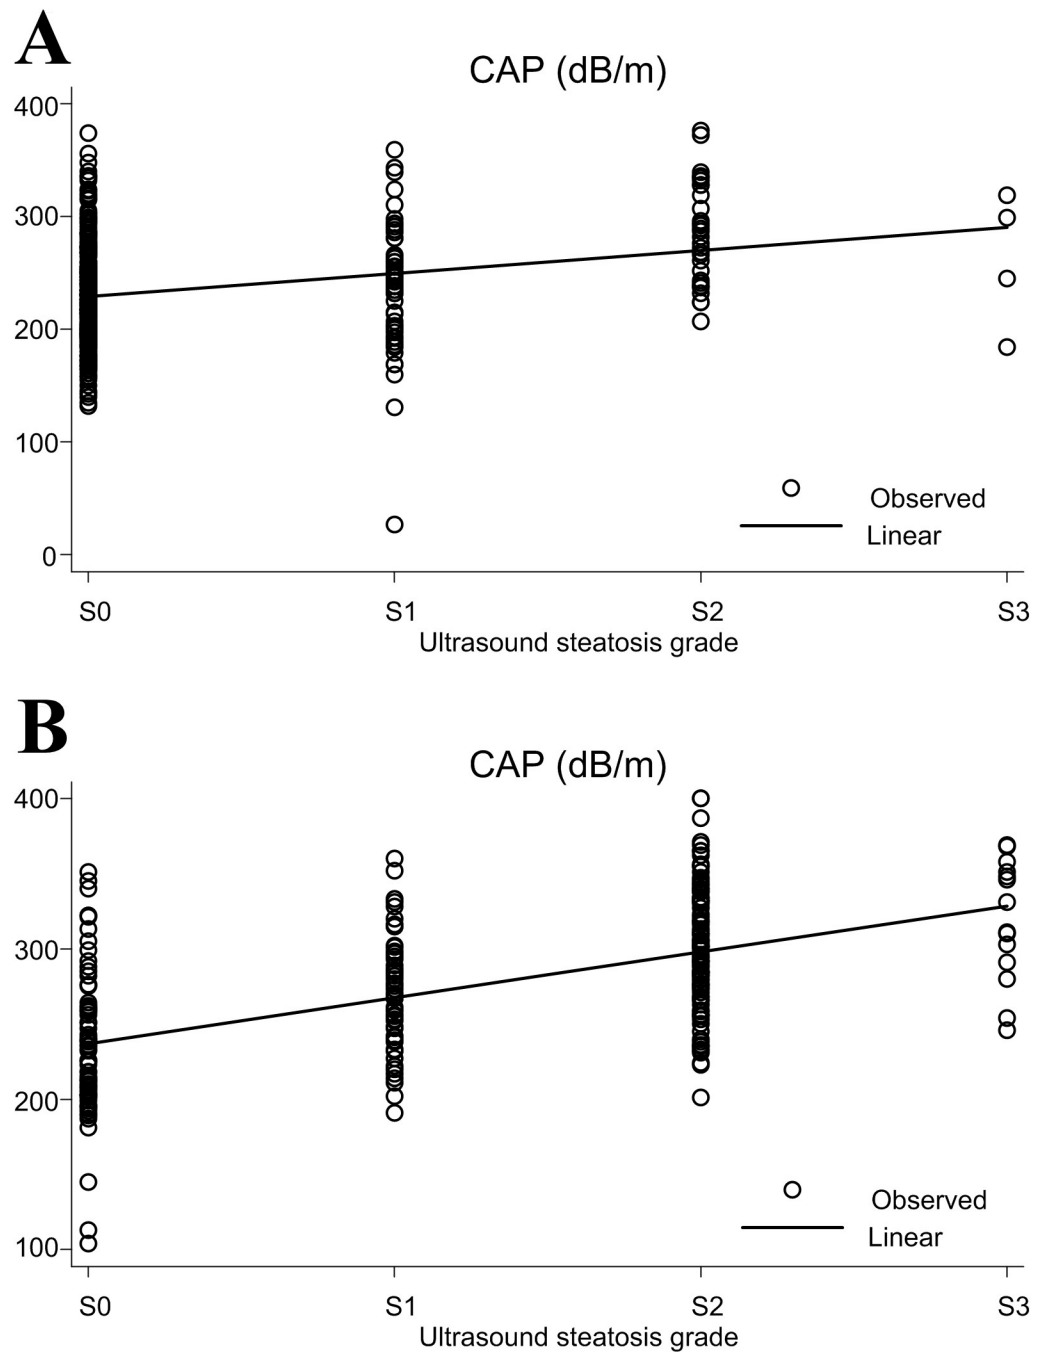 A
CAP (dB/m)
400
300
200
100
0
Observed
Linear
S0 S1 S2 S3
Ultrasound steatosis grade
B
CAP (dB/m)
400
300
200
100
Observed
Linear
S0 S1 S2 S3
Ultrasound steatosis grade